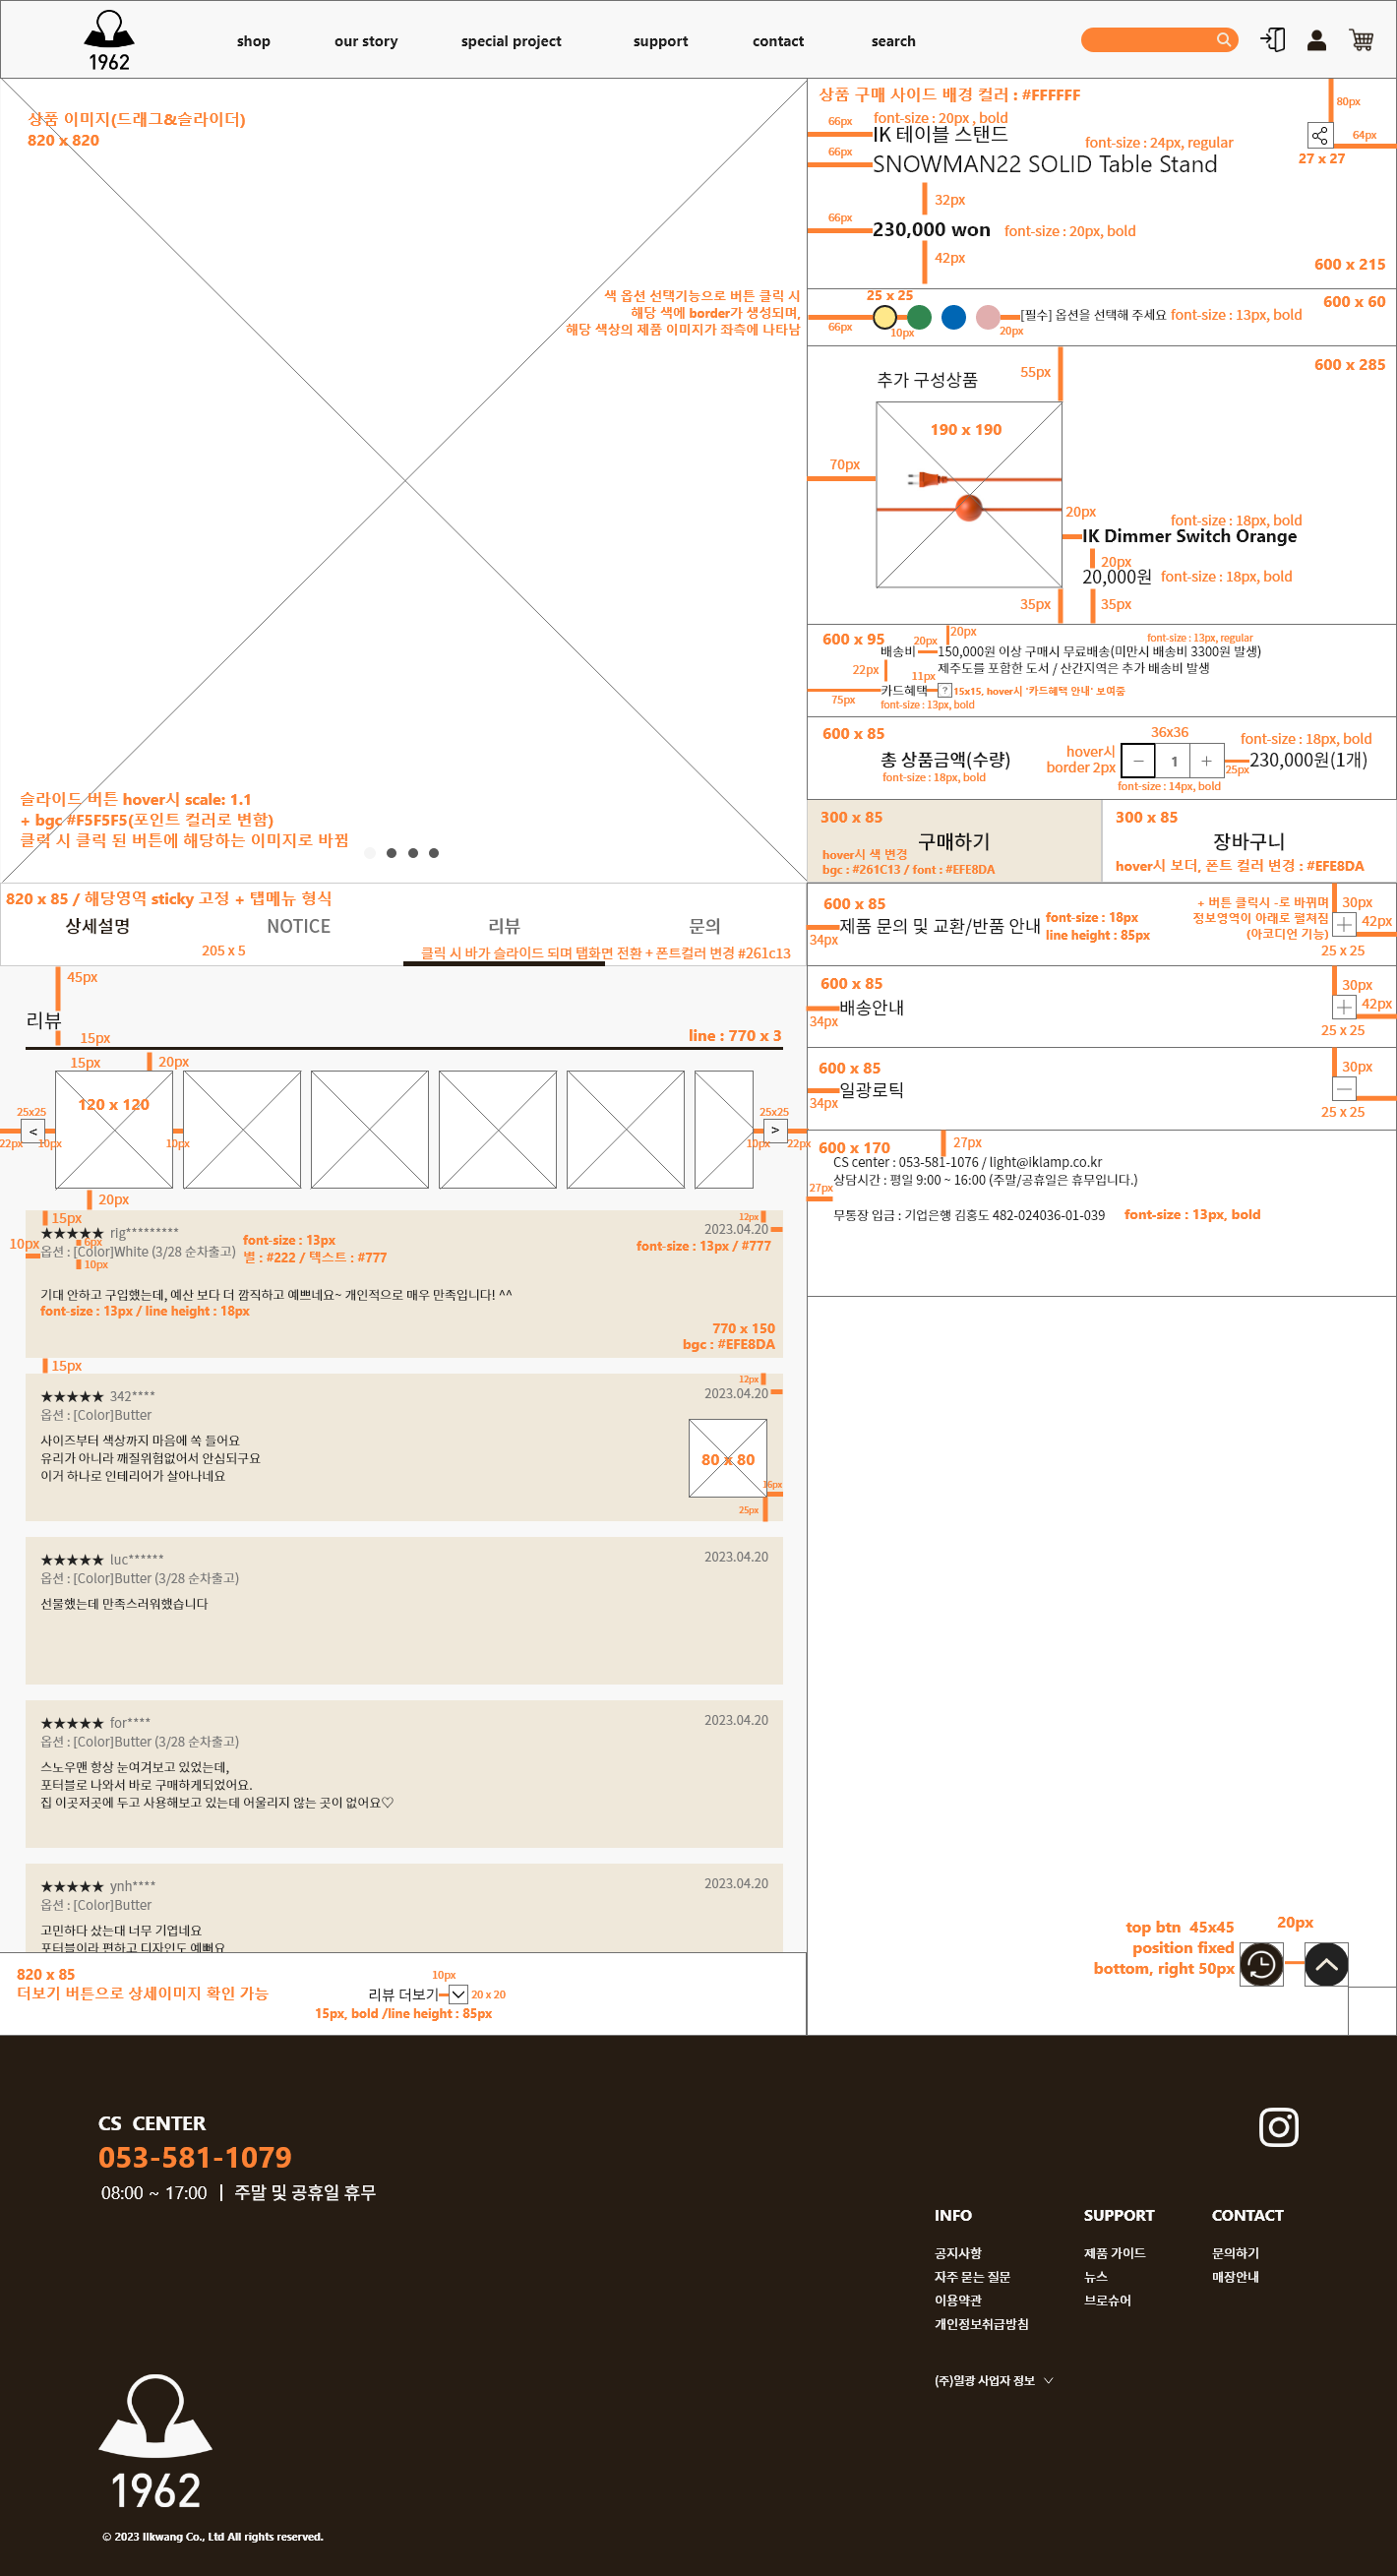 1962
shop
our story
special project
support
contact
search
상품 이미지(드래그&슬라이더)
820 x 820
색 옵션 선택기능으로 버튼 클릭 시
해당 색에 border가 생성되며,
해당 색상의 제품 이미지가 좌측에 나타남
슬라이드 버튼 hover시 scale: 1.1
+ bgc #F5F5F5(포인트 컬러로 변함)
클릭 시 클릭 된 버튼에 해당하는 이미지로 바뀜
상품 구매 사이드 배경 컬러 : #FFFFFF
80px
66px
font-size : 20px , bold
IK 테이블 스탠드
font-size : 24px, regular
64px
27 x 27
66px
SNOWMAN22 SOLID Table Stand
32px
66px
230,000 won
font-size : 20px, bold
42px
600 x 215
25 x 25
600 x 60
66px
10px
20px
[필수] 옵션을 선택해 주세요
font-size : 13px, bold
600 x 285
추가 구성상품
55px
190 x 190
70px
20px
font-size : 18px, bold
IK Dimmer Switch Orange
20px
20,000원
font-size : 18px, bold
35px
35px
600 x 95
20px
20px
font-size : 13px, regular
배송비
150,000원 이상 구매시 무료배송(미만시 배송비 3300원 발생)
22px
제주도를 포함한 도서 / 산간지역은 추가 배송비 발생
11px
카드혜택
?
15x15, hover시 '카드혜택 안내' 보여줌
75px
font-size : 13px, bold
600 x 85
36x36
font-size : 18px, bold
총 상품금액(수량)
hover시
border 2px
− 1 +
25px
230,000원(1개)
font-size : 18px, bold
font-size : 14px, bold
300 x 85
구매하기
hover시 색 변경
bgc : #261C13 / font : #EFE8DA
300 x 85
장바구니
hover시 보더, 폰트 컬러 변경 : #EFE8DA
820 x 85 / 해당영역 sticky 고정 + 탭메뉴 형식
상세설명
NOTICE
리뷰
문의
205 x 5
클릭 시 바가 슬라이드 되며 탭화면 전환 + 폰트컬러 변경 #261c13
600 x 85
제품 문의 및 교환/반품 안내
34px
font-size : 18px
line height : 85px
+ 버튼 클릭시 -로 바뀌며
정보영역이 아래로 펼쳐짐
(아코디언 기능)
30px
42px
25 x 25
600 x 85
배송안내
34px
30px
42px
25 x 25
600 x 85
일광로틱
34px
30px
25 x 25
600 x 170
27px
CS center : 053-581-1076 / light@iklamp.co.kr
상담시간 : 평일 9:00 ~ 16:00 (주말/공휴일은 휴무입니다.)
27px
무통장 입금 : 기업은행 김홍도 482-024036-01-039
font-size : 13px, bold
45px
리뷰
15px
line : 770 x 3
15px
20px
120 x 120
25x25
<
22px
10px
10px
25x25
>
10px
22px
20px
15px
★★★★★ rig*********
6px
10px
옵션 : [Color]White (3/28 순차출고)
10px
font-size : 13px
별 : #222 / 텍스트 : #777
12px
2023.04.20
font-size : 13px / #777
기대 안하고 구입했는데, 예산 보다 더 깜직하고 예쁘네요~ 개인적으로 매우 만족입니다! ^^
font-size : 13px / line height : 18px
770 x 150
bgc : #EFE8DA
15px
★★★★★ 342****
12px
2023.04.20
옵션 : [Color]Butter
사이즈부터 색상까지 마음에 쏙 들어요
유리가 아니라 깨질위험없어서 안심되구요
이거 하나로 인테리어가 살아나네요
80 x 80
16px
25px
★★★★★ luc******
2023.04.20
옵션 : [Color]Butter (3/28 순차출고)
선물했는데 만족스러워했습니다
★★★★★ for****
2023.04.20
옵션 : [Color]Butter (3/28 순차출고)
스노우맨 항상 눈여겨보고 있었는데,
포터블로 나와서 바로 구매하게되었어요.
집 이곳저곳에 두고 사용해보고 있는데 어울리지 않는 곳이 없어요♡
★★★★★ ynh****
2023.04.20
옵션 : [Color]Butter
고민하다 샀는대 너무 기엽네요
포터블이라 편하고 디자인도 예뻐요
820 x 85
더보기 버튼으로 상세이미지 확인 가능
10px
리뷰 더보기
20 x 20
15px, bold /line height : 85px
top btn 45x45
position fixed
bottom, right 50px
20px
CS CENTER
053-581-1079
08:00 ~ 17:00 | 주말 및 공휴일 휴무
INFO
공지사항
자주 묻는 질문
이용약관
개인정보취급방침
SUPPORT
제품 가이드
뉴스
브로슈어
CONTACT
문의하기
매장안내
(주)일광 사업자 정보
1962
© 2023 Ilkwang Co., Ltd All rights reserved.